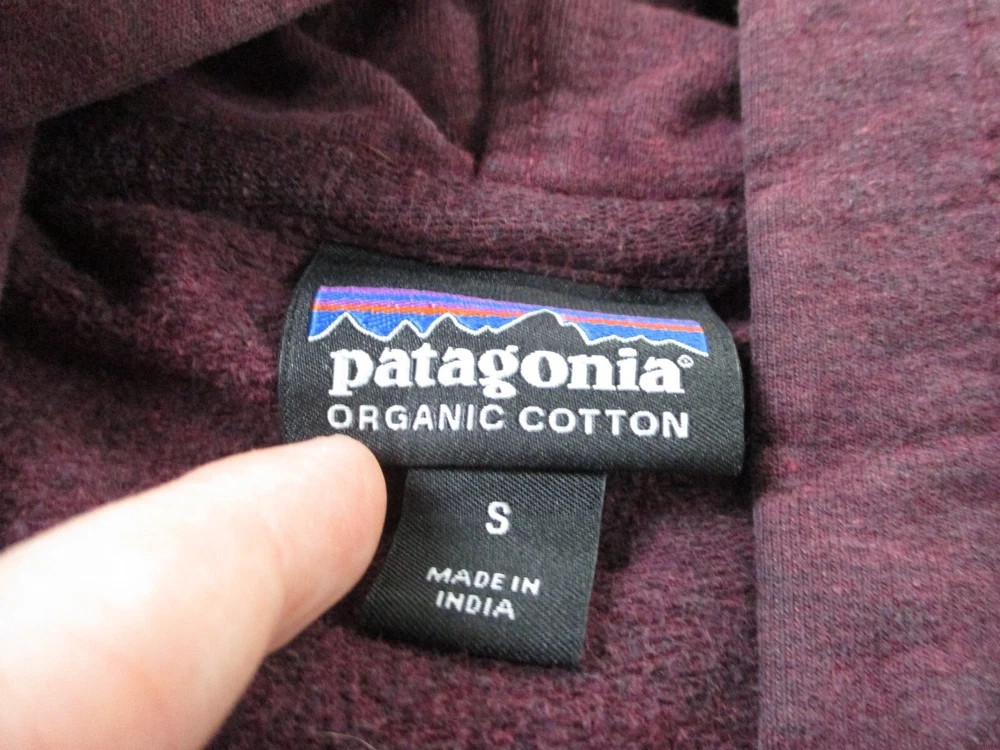 patagonia®
ORGANIC COTTON
S
MADE IN
INDIA